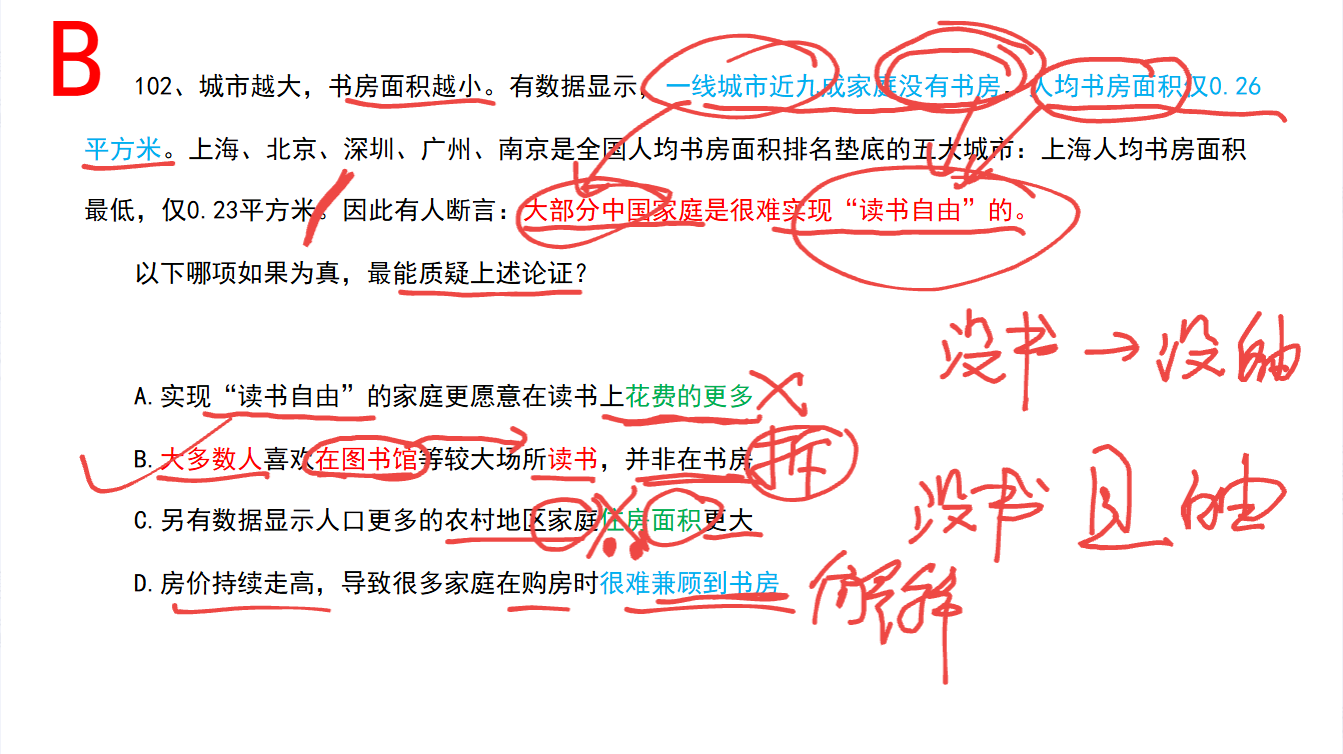 B
102、城市越大，书房面积越小。有数据显示，一线城市近九成家庭没有书房，人均书房面积仅0.26
平方米。上海、北京、深圳、广州、南京是全国人均书房面积排名垫底的五大城市：上海人均书房面积
最低，仅0.23平方米。因此有人断言：大部分中国家庭是很难实现“读书自由”的。
以下哪项如果为真，最能质疑上述论证？
没书→没自由
A.实现“读书自由”的家庭更愿意在读书上花费的更多
B.大多数人喜欢在图书馆等较大场所读书，并非在书房 拆
没书 且 自由
C.另有数据显示人口更多的农村地区家庭住房面积更大
D.房价持续走高，导致很多家庭在购房时很难兼顾到书房 解释